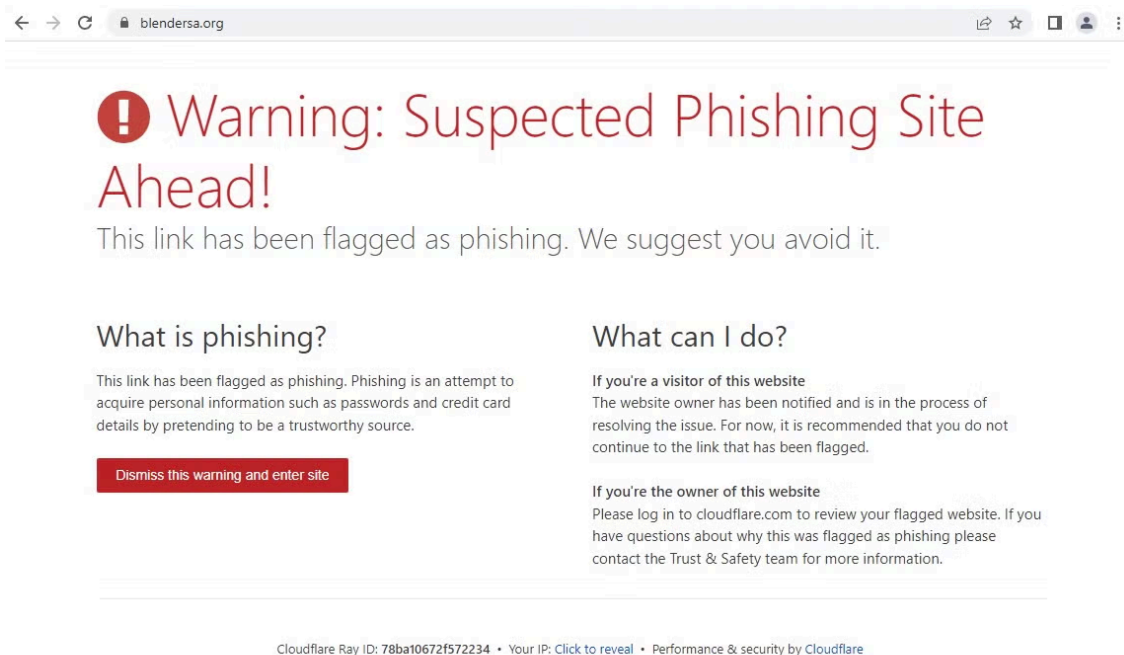 blendersa.org
Warning: Suspected Phishing Site
Ahead!
This link has been flagged as phishing. We suggest you avoid it.
What is phishing?
This link has been flagged as phishing. Phishing is an attempt to
acquire personal information such as passwords and credit card
details by pretending to be a trustworthy source.
Dismiss this warning and enter site
What can I do?
If you're a visitor of this website
The website owner has been notified and is in the process of
resolving the issue. For now, it is recommended that you do not
continue to the link that has been flagged.
If you're the owner of this website
Please log in to cloudflare.com to review your flagged website. If you
have questions about why this was flagged as phishing please
contact the Trust & Safety team for more information.
Cloudflare Ray ID: 78ba10672f572234 • Your IP: Click to reveal • Performance & security by Cloudflare